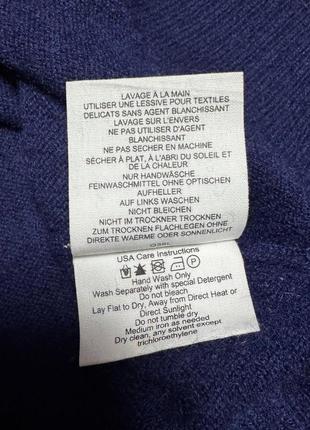 LAVAGE À LA MAIN
UTILISER UNE LESSIVE POUR TEXTILES
DELICATS SANS AGENT BLANCHISSANT
LAVAGE SUR L'ENVERS
NE PAS UTILISER D'AGENT
BLANCHISSANT
NE PAS SECHER EN MACHINE
SÉCHER À PLAT, À L'ABRI DU SOLEIL ET
DE LA CHALEUR
NUR HANDWÄSCHE
FEINWASCHMITTEL OHNE OPTISCHEN
AUFHELLER
AUF LINKS WASCHEN
NICHT BLEICHEN
NICHT IM TROCKNER TROCKNEN
ZUM TROCKNEN FLACHLEGEN OHNE
DIREKTE WAERME ODER SONNENLICHT
USA Care Instructions
Hand Wash Only
Wash Separately with special Detergent
Do not bleach
Lay Flat to Dry, Away from Direct Heat or
Direct Sunlight
Do not tumble dry
Medium iron as needed
Dry clean, any solvent except
trichloroethylene